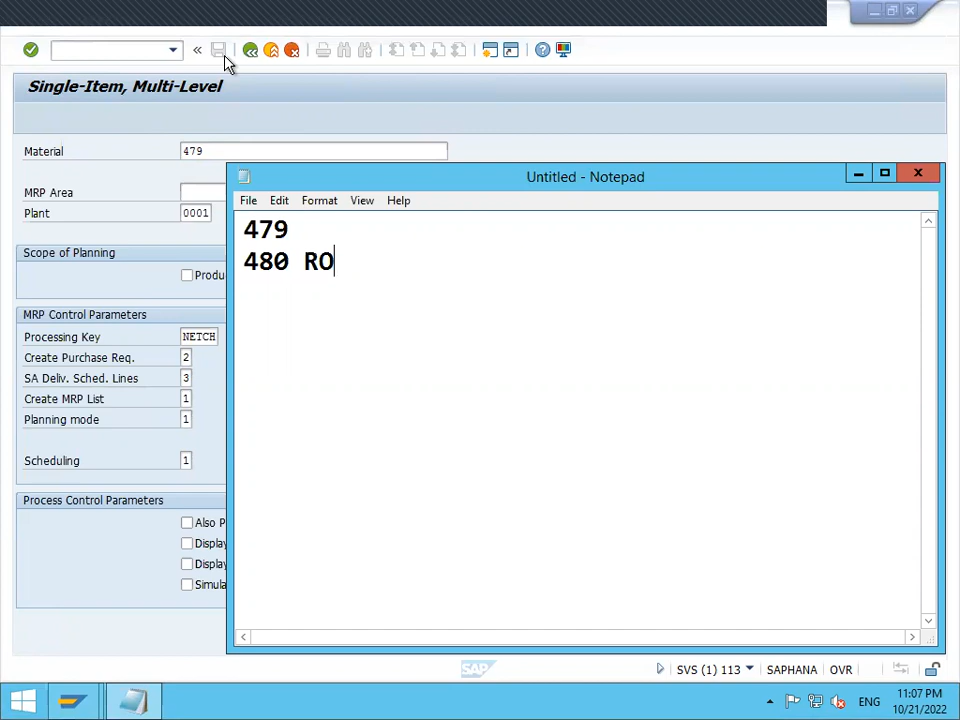 Single-Item, Multi-Level
Material 479
MRP Area
Plant 0001
Scope of Planning
Produ
MRP Control Parameters
Processing Key NETCH
Create Purchase Req. 2
SA Deliv. Sched. Lines 3
Create MRP List 1
Planning mode 1
Scheduling 1
Process Control Parameters
Also P
Display
Display
Simula
Untitled - Notepad
File Edit Format View Help
479
480 RO
SAP
SVS (1) 113 SAPHANA OVR
ENG
11:07 PM
10/21/2022